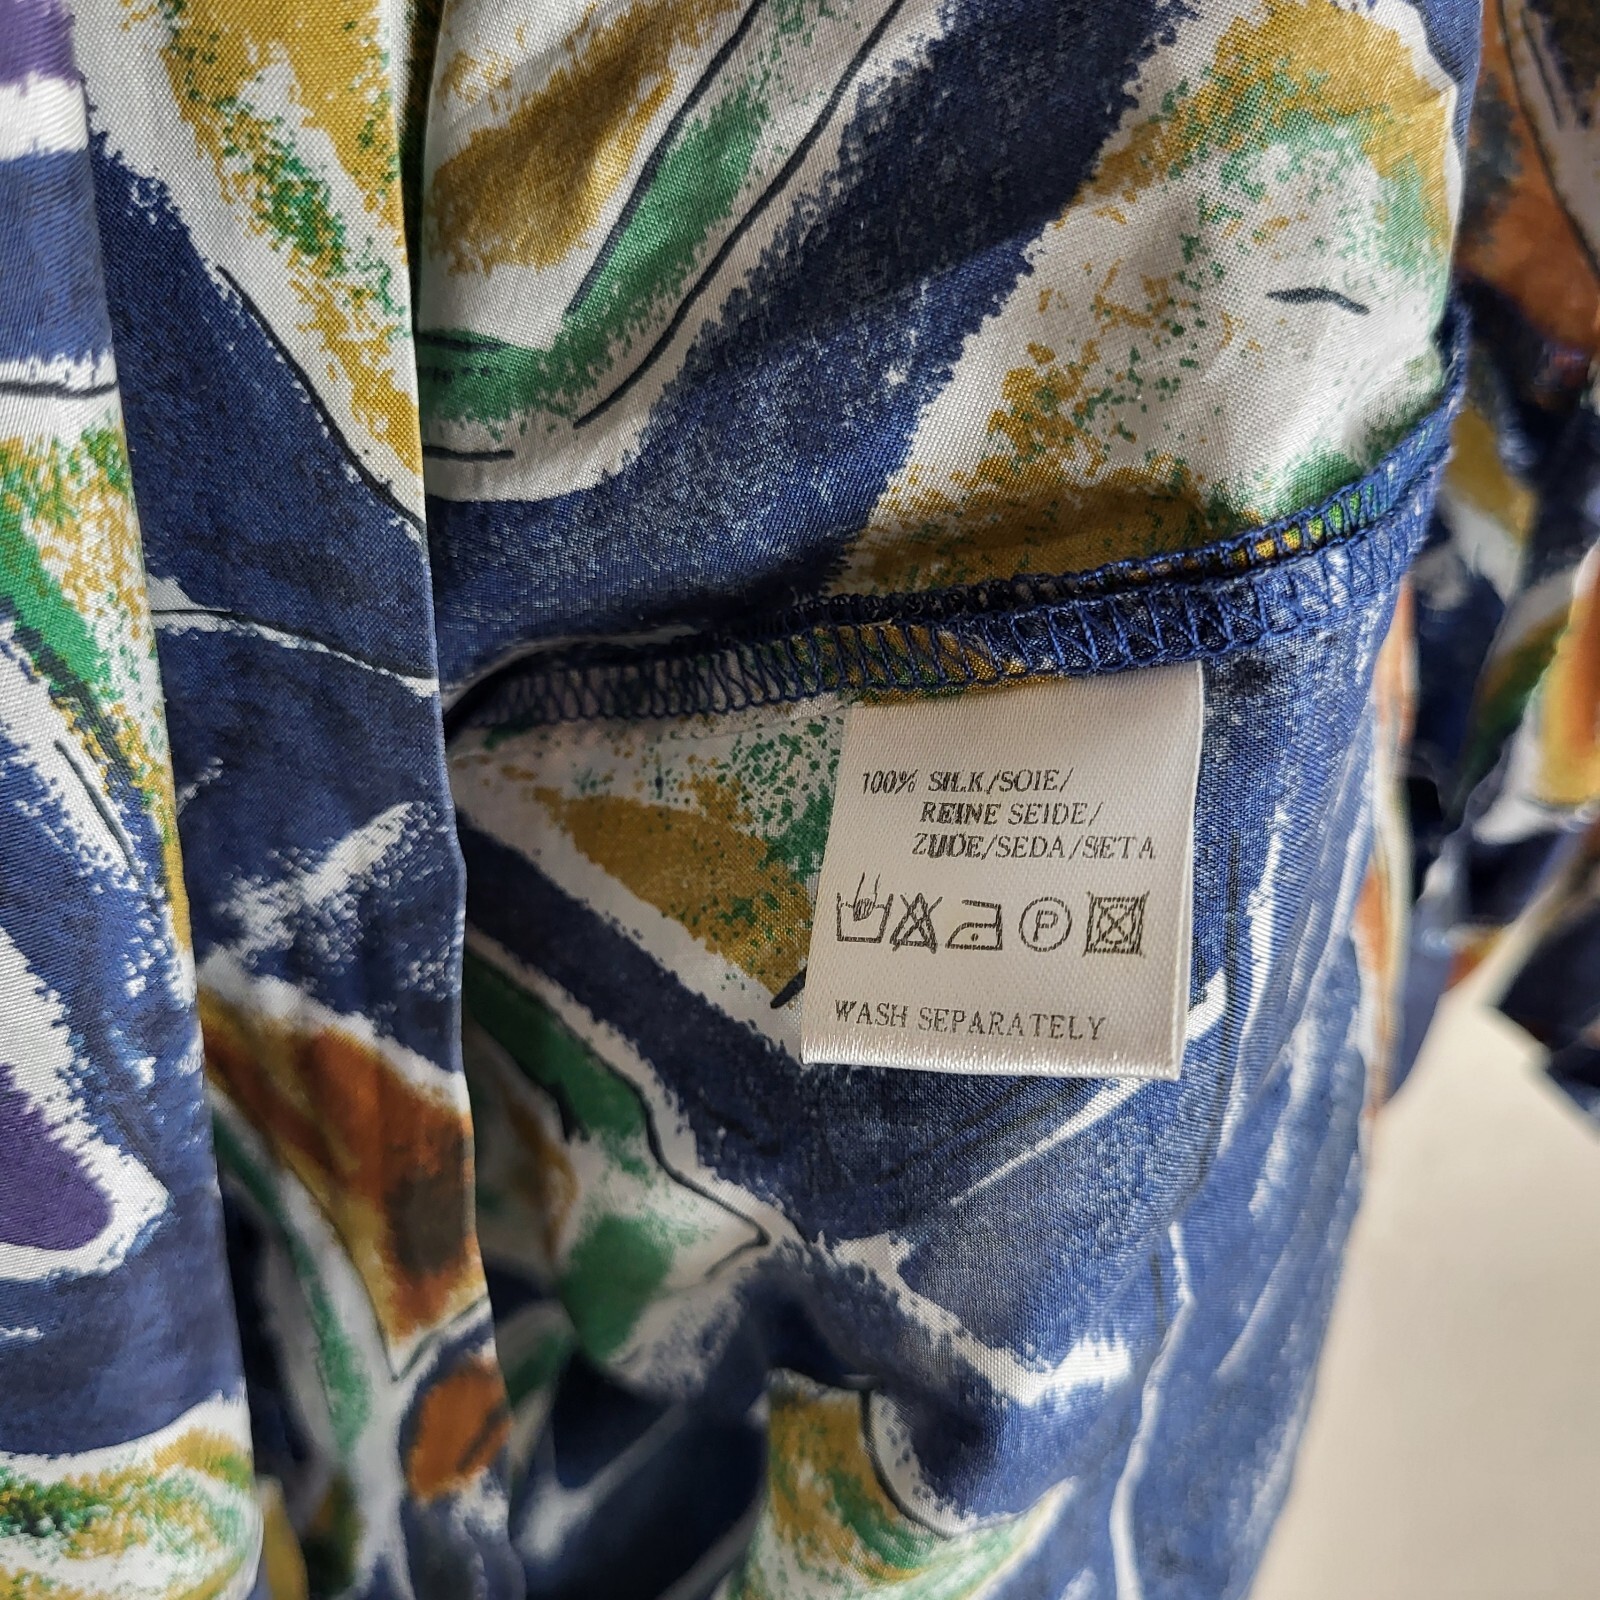 100% SILK/SOIE/
REINE SEIDE/
ZIJDE/SEDA/SETA
P
WASH SEPARATELY